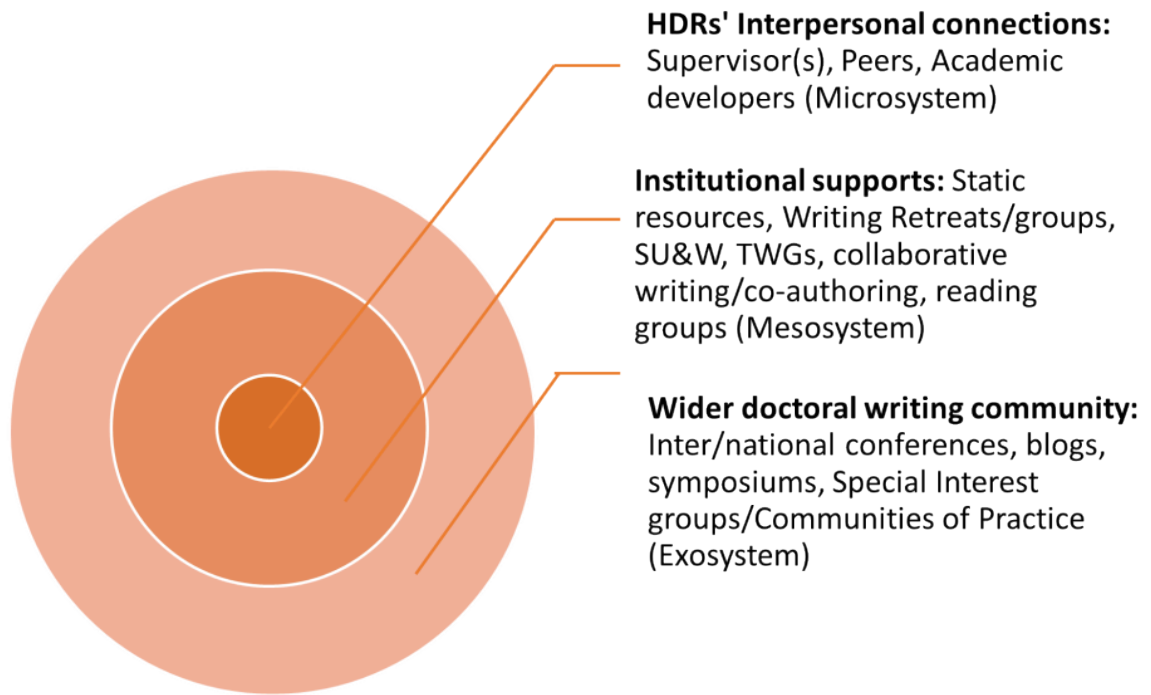 HDRs' Interpersonal connections:
Supervisor(s), Peers, Academic
developers (Microsystem)
Institutional supports: Static
resources, Writing Retreats/groups,
SU&W, TWGs, collaborative
writing/co-authoring, reading
groups (Mesosystem)
Wider doctoral writing community:
Inter/national conferences, blogs,
symposiums, Special Interest
groups/Communities of Practice
(Exosystem)